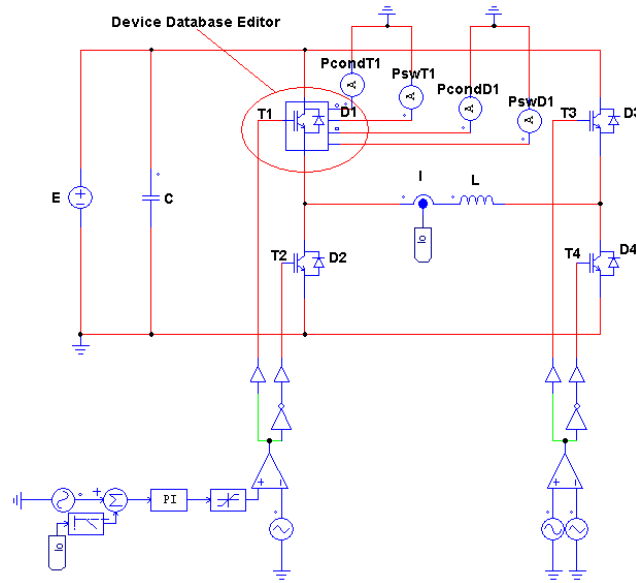 Device Database Editor
PcondT1
PswT1
PcondD1
PswD1
A
A
A
A
T1
D1
T3
D3
E
C
I
L
Io
T2
D2
T4
D4
PI
Io